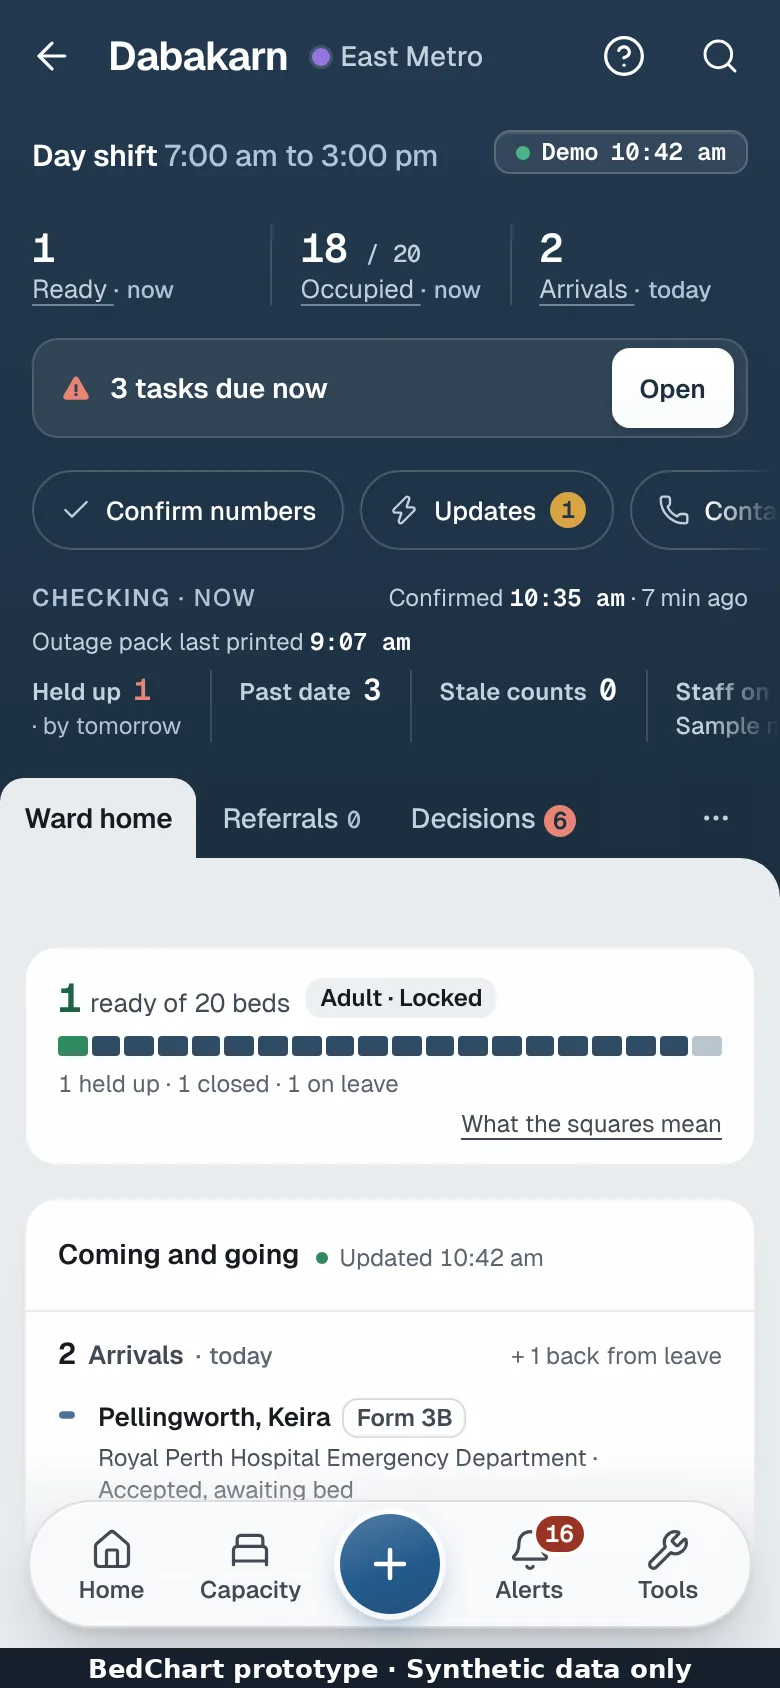 Dabakarn East Metro
Day shift 7:00 am to 3:00 pm Demo 10:42 am
1
Ready · now
18 / 20
Occupied · now
2
Arrivals · today
3 tasks due now Open
Confirm numbers Updates 1 Conta
CHECKING · NOW Confirmed 10:35 am · 7 min ago
Outage pack last printed 9:07 am
Held up 1
· by tomorrow
Past date 3
Stale counts 0
Staff on
Sample
Ward home Referrals 0 Decisions 6 ...
1 ready of 20 beds Adult · Locked
1 held up · 1 closed · 1 on leave
What the squares mean
Coming and going Updated 10:42 am
2 Arrivals · today + 1 back from leave
Pellingworth, Keira Form 3B
Royal Perth Hospital Emergency Department ·
Accepted, awaiting bed
Home Capacity Alerts 16 Tools
BedChart prototype · Synthetic data only